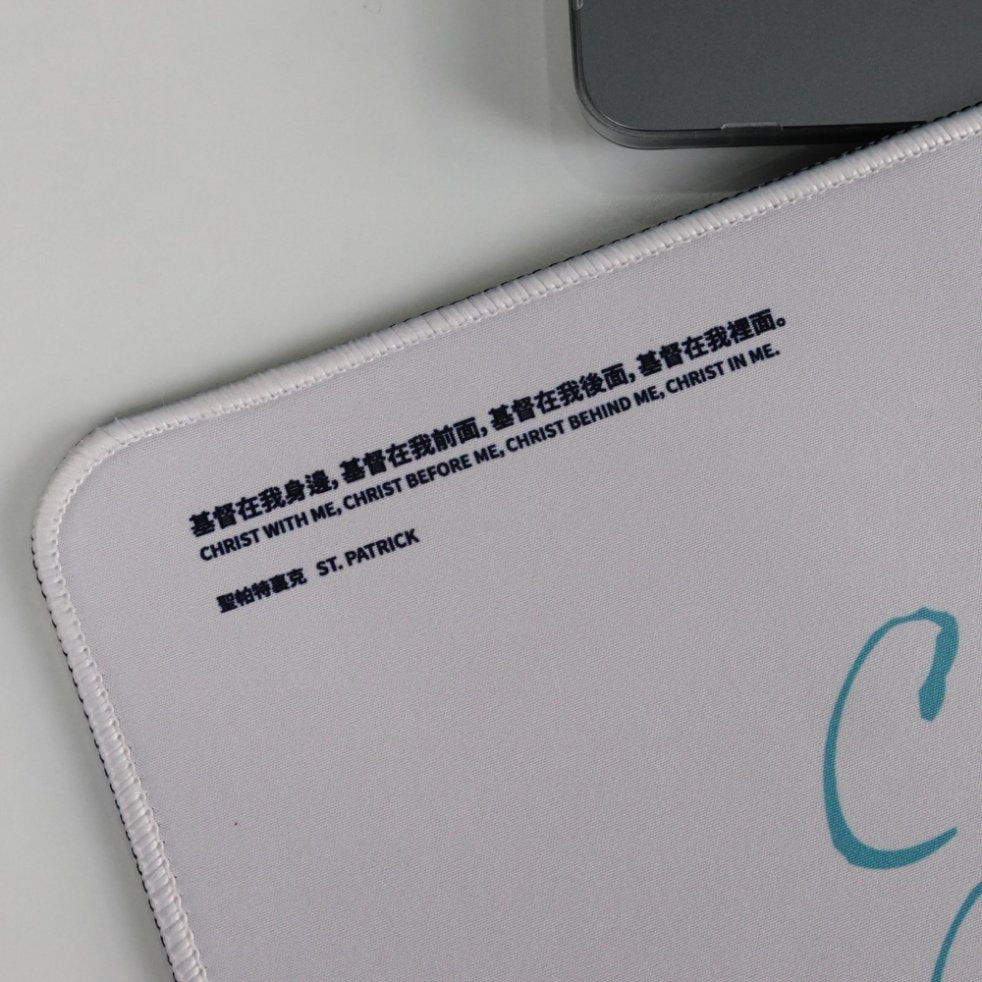 基督在我身邊，基督在我前面，基督在我後面，基督在我裡面。
CHRIST WITH ME, CHRIST BEFORE ME, CHRIST BEHIND ME, CHRIST IN ME.
聖帕特裏克 ST. PATRICK
C